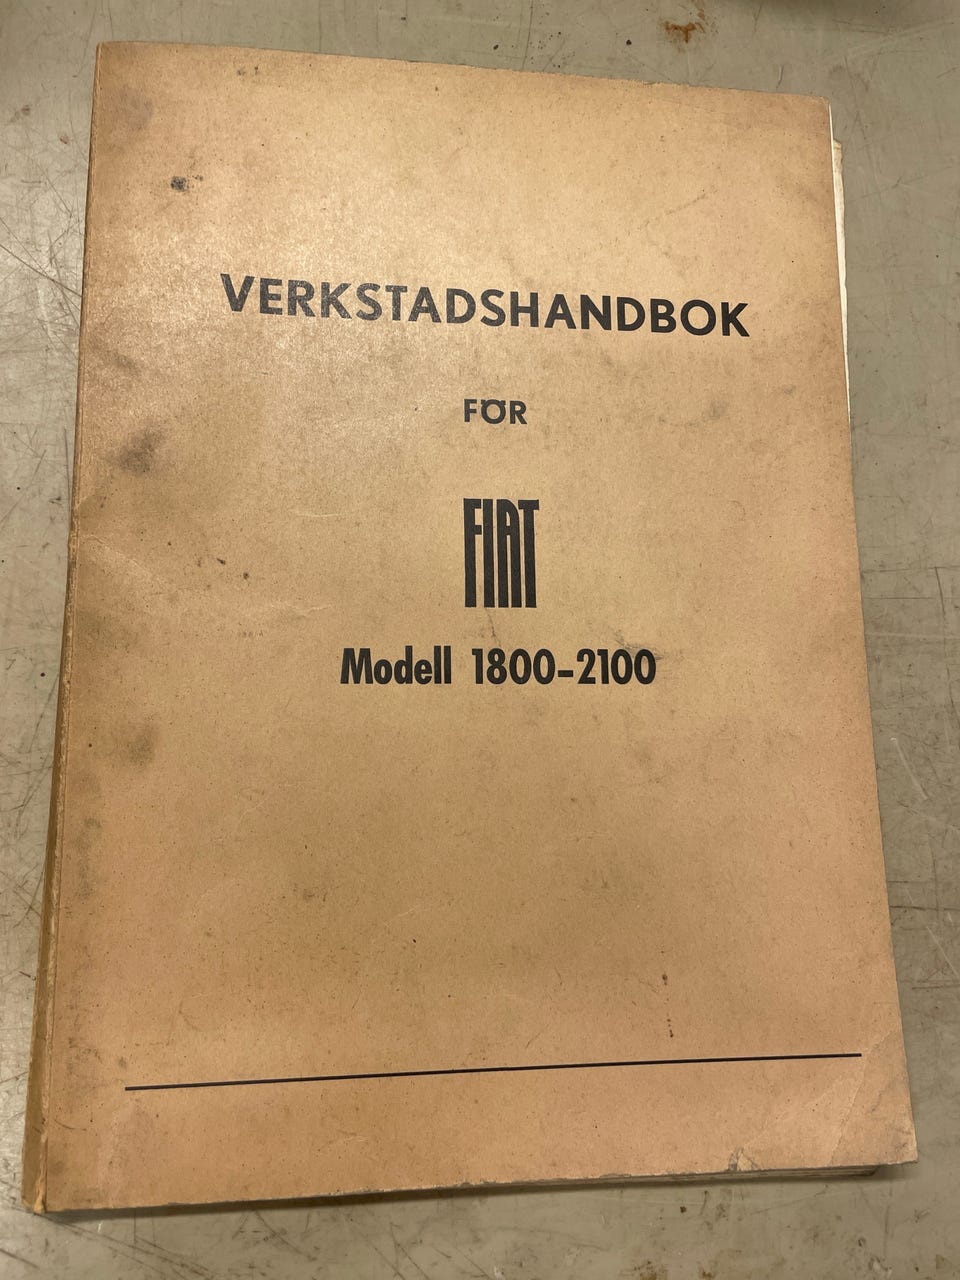 VERKSTADSHANDBOK
FÖR
FIAT
Modell 1800-2100